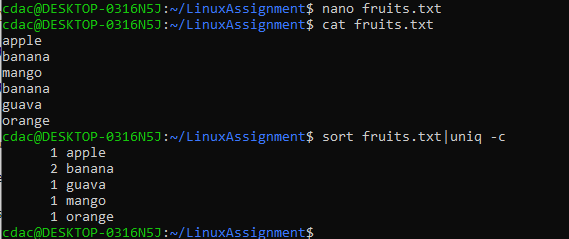 cdac@DESKTOP-0316N5J:~/LinuxAssignment$ nano fruits.txt
cdac@DESKTOP-0316N5J:~/LinuxAssignment$ cat fruits.txt
apple
banana
mango
banana
guava
orange
cdac@DESKTOP-0316N5J:~/LinuxAssignment$ sort fruits.txt|uniq -c
      1 apple
      2 banana
      1 guava
      1 mango
      1 orange
cdac@DESKTOP-0316N5J:~/LinuxAssignment$